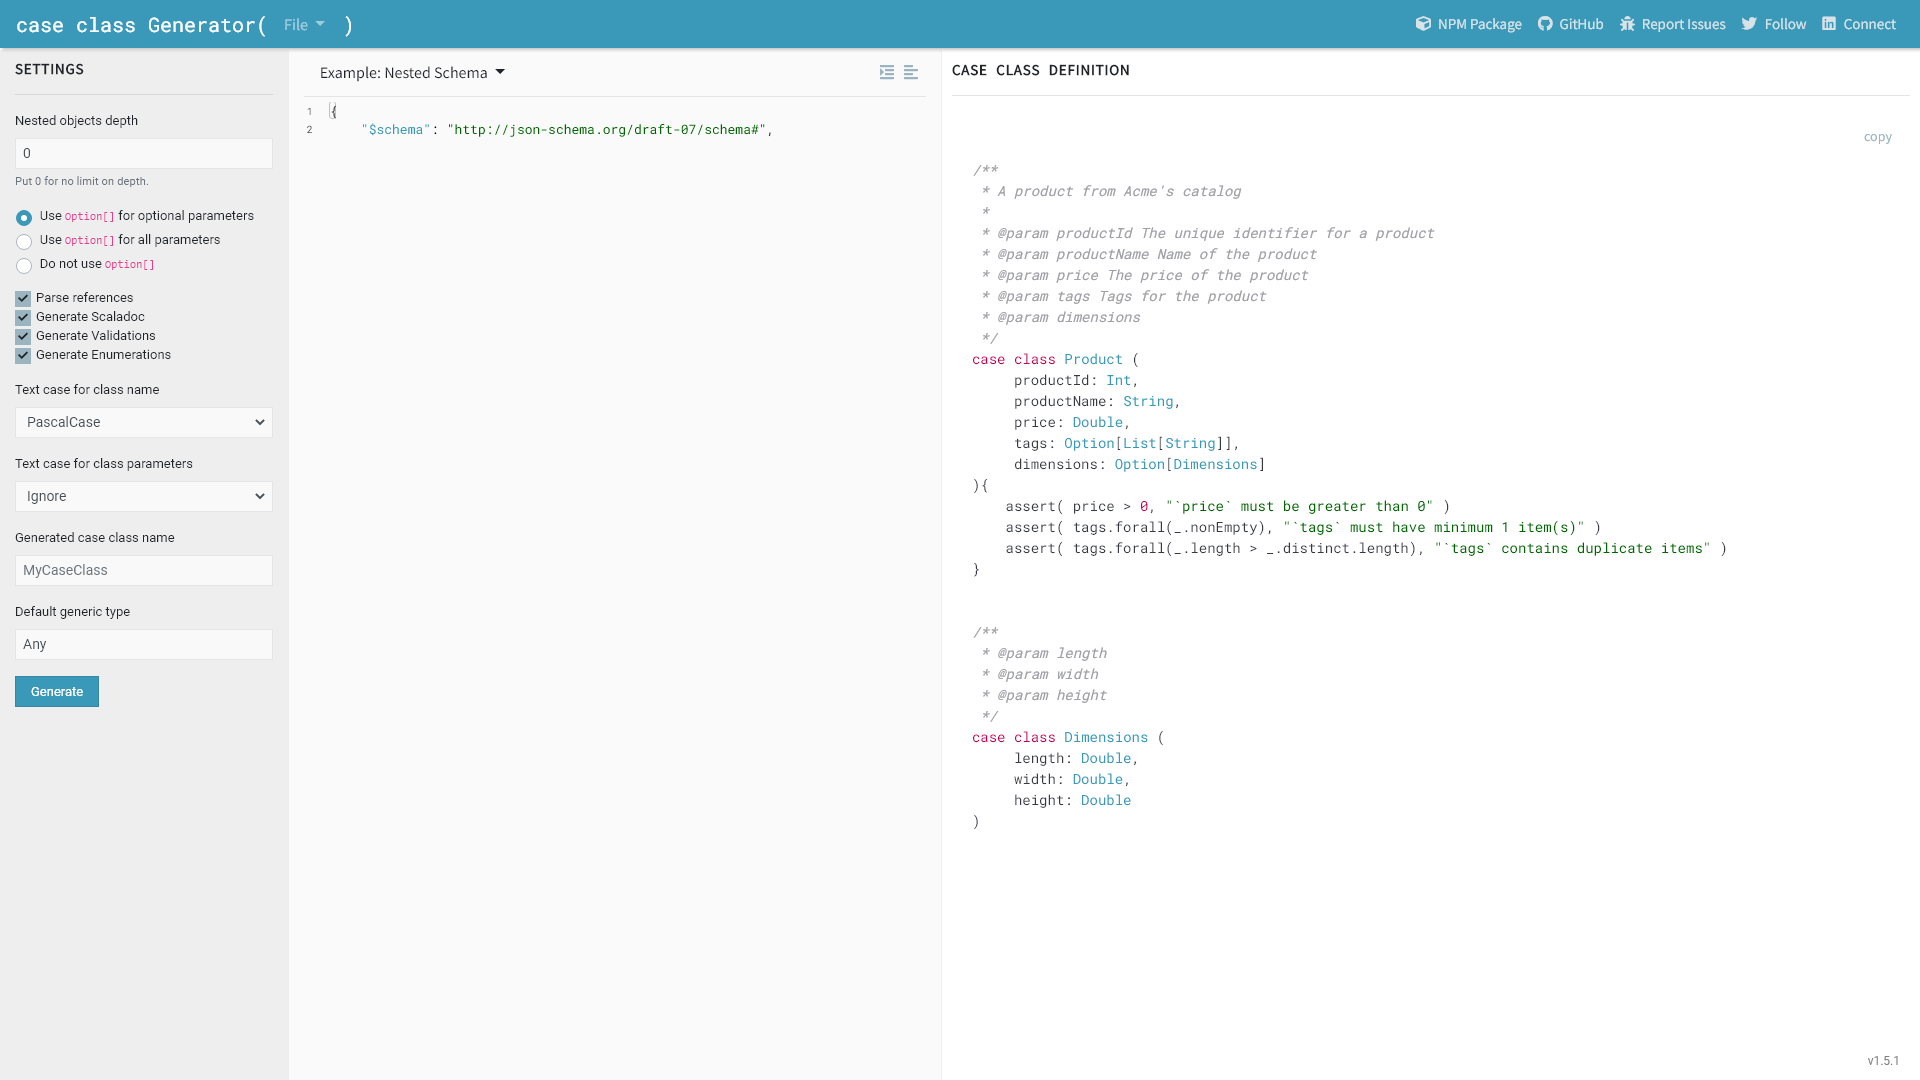 case class Generator( File )
NPM Package GitHub Report Issues Follow Connect
SETTINGS
Nested objects depth
0
Put 0 for no limit on depth.
Use Option[] for optional parameters
Use Option[] for all parameters
Do not use Option[]
Parse references
Generate Scaladoc
Generate Validations
Generate Enumerations
Text case for class name
PascalCase
Text case for class parameters
Ignore
Generated case class name
MyCaseClass
Default generic type
Any
Generate
Example: Nested Schema
1 {
2 "$schema": "http://json-schema.org/draft-07/schema#",
CASE CLASS DEFINITION
copy
/**
* A product from Acme's catalog
*
* @param productId The unique identifier for a product
* @param productName Name of the product
* @param price The price of the product
* @param tags Tags for the product
* @param dimensions
*/
case class Product (
productId: Int,
productName: String,
price: Double,
tags: Option[List[String]],
dimensions: Option[Dimensions]
){
assert( price > 0, "`price` must be greater than 0" )
assert( tags.forall(_.nonEmpty), "`tags` must have minimum 1 item(s)" )
assert( tags.forall(_.length > _.distinct.length), "`tags` contains duplicate items" )
}
/**
* @param length
* @param width
* @param height
*/
case class Dimensions (
length: Double,
width: Double,
height: Double
)
v1.5.1